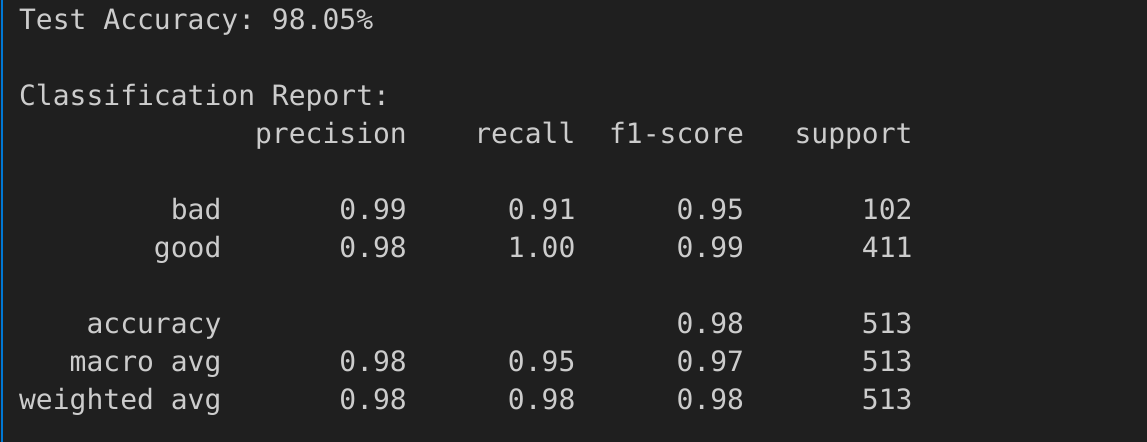 Test Accuracy: 98.05%
Classification Report:
precision recall f1-score support
bad 0.99 0.91 0.95 102
good 0.98 1.00 0.99 411
accuracy 0.98 513
macro avg 0.98 0.95 0.97 513
weighted avg 0.98 0.98 0.98 513